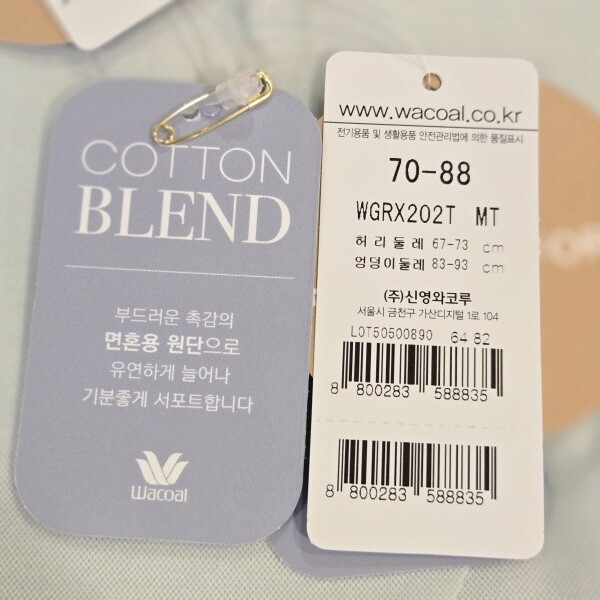 COTTON
BLEND
부드러운 촉감의
면혼용 원단으로
유연하게 늘어나
기분좋게 서포트합니다
Wacoal
www.wacoal.co.kr
전기용품 및 생활용품 안전관리법에 의한 품질표시
70-88
WGRX202T MT
허리둘레 67-73 cm
엉덩이둘레 83-93 cm
(주)신영와코루
서울시 금천구 가산디지털 1로 104
LOT50500890 64 82
8 800283 588835
8 800283 588835